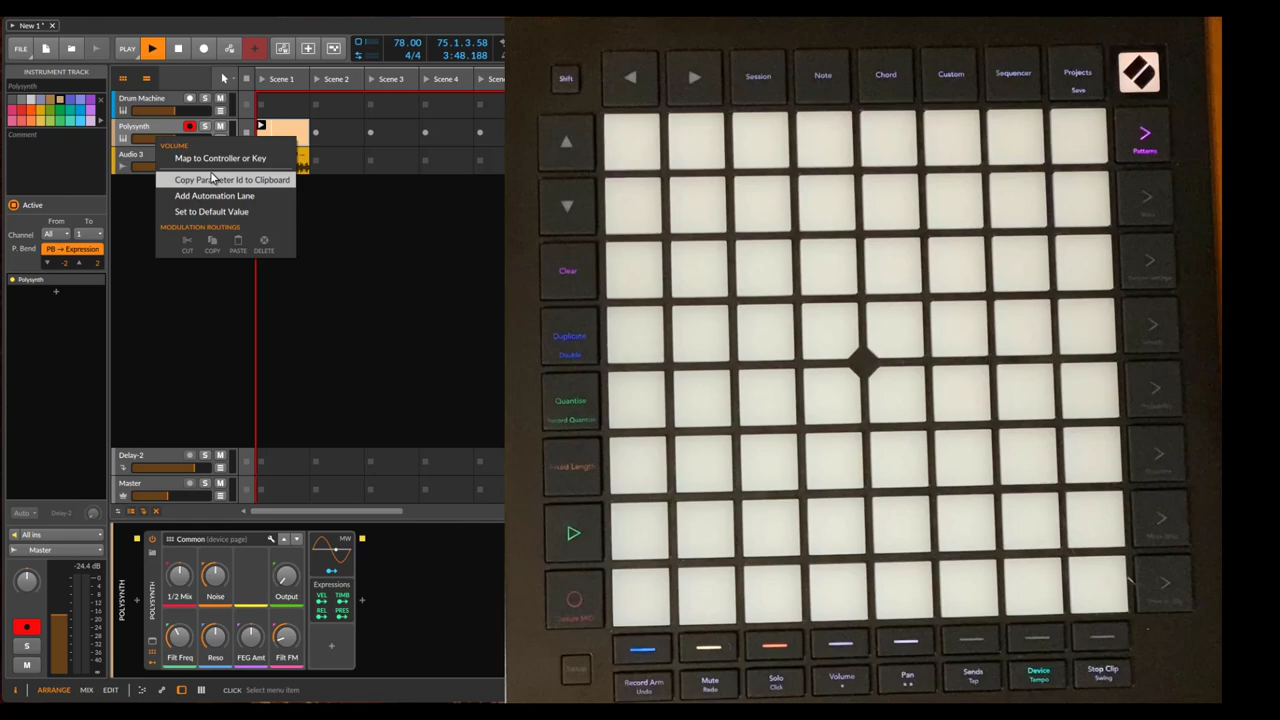 New 1* ×
FILE
PLAY
78.00
4/4
75.1.3.58
3:48.188
INSTRUMENT TRACK
Polysynth
Comment
Active
From
To
Channel
All
1
P. Bend
PB → Expression
-2
2
Polysynth
Scene 1
Scene 2
Scene 3
Scene 4
Drum Machine
S
M
Polysynth
S
M
Audio 3
VOLUME
Map to Controller or Key
Copy Parameter Id to Clipboard
Add Automation Lane
Set to Default Value
MODULATION ROUTINGS
CUT
COPY
PASTE
DELETE
Delay-2
S
M
Master
S
M
Auto
Delay-2
All ins
Master
-24.4 dB
S
M
POLYSYNTH
POLYSYNTH
Common (device page)
1/2 Mix
Noise
Output
Filt Freq
Reso
FEG Amt
Filt FM
MW
Expressions
VEL
TIMB
REL
PRES
ARRANGE
MIX
EDIT
CLICK
Select menu item
Shift
Session
Note
Chord
Custom
Sequencer
Projects
Save
Patterns
Clear
Duplicate
Double
Quantise
Record Quantise
Fixed Length
Capture MIDI
Record Arm
Undo
Mute
Redo
Solo
Click
Volume
Pan
Sends
Tap
Device
Tempo
Stop Clip
Swing